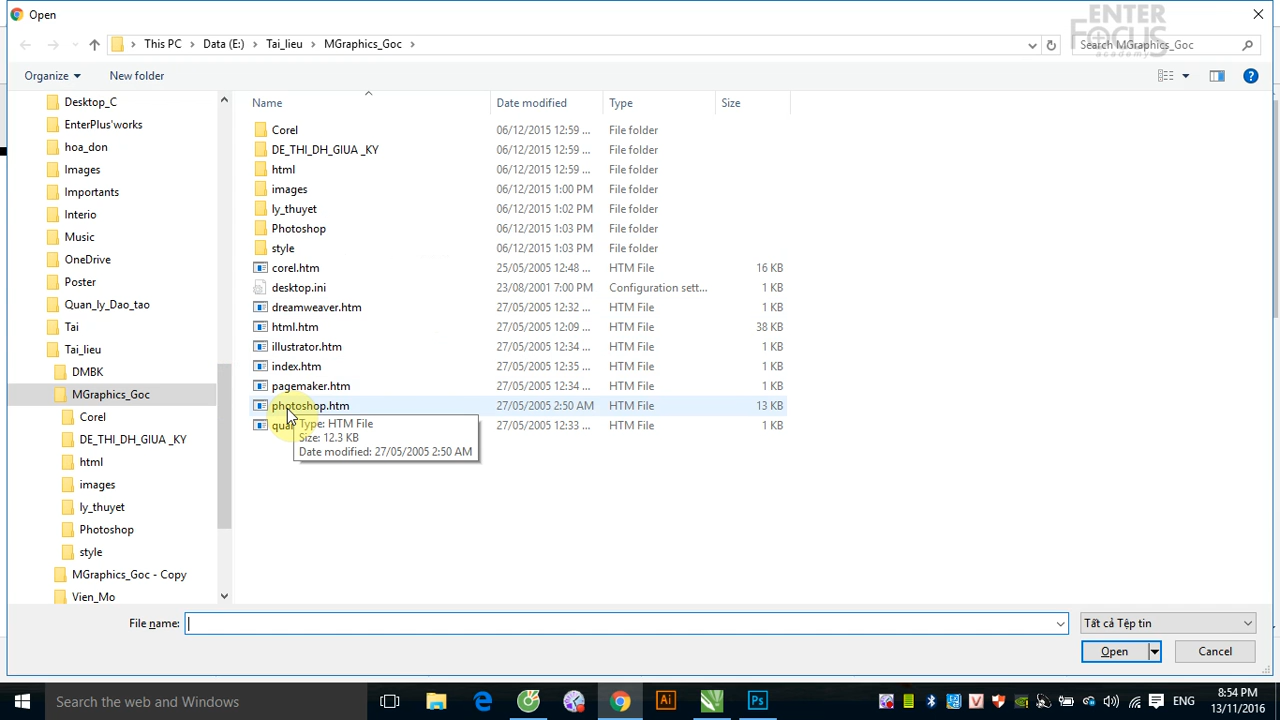 Open
ENTER
FOCUS
academy
This PC > Data (E:) > Tai_lieu > MGraphics_Goc >
Search MGraphics_Goc
Organize
New folder
Desktop_C
EnterPlus'works
hoa_don
Images
Importants
Interio
Music
OneDrive
Poster
Quan_ly_Dao_tao
Tai
Tai_lieu
DMBK
MGraphics_Goc
Corel
DE_THI_DH_GIUA _KY
html
images
ly_thuyet
Photoshop
style
MGraphics_Goc - Copy
Vien_Mo
Name Date modified Type Size
Corel 06/12/2015 12:59 ... File folder
DE_THI_DH_GIUA _KY 06/12/2015 12:59 ... File folder
html 06/12/2015 12:59 ... File folder
images 06/12/2015 1:00 PM File folder
ly_thuyet 06/12/2015 1:02 PM File folder
Photoshop 06/12/2015 1:03 PM File folder
style 06/12/2015 1:03 PM File folder
corel.htm 25/05/2005 12:48 ... HTM File 16 KB
desktop.ini 23/08/2001 7:00 PM Configuration sett... 1 KB
dreamweaver.htm 27/05/2005 12:32 ... HTM File 3 KB
html.htm 27/05/2005 12:09 ... HTM File 38 KB
illustrator.htm 27/05/2005 12:34 ... HTM File 1 KB
index.htm 27/05/2005 12:35 ... HTM File 1 KB
pagemaker.htm 27/05/2005 12:34 ... HTM File 1 KB
photoshop.htm 27/05/2005 2:50 AM HTM File 13 KB
27/05/2005 12:33 ... HTM File 1 KB
Type: HTM File
Size: 12.3 KB
Date modified: 27/05/2005 2:50 AM
File name:
Tất cả Tệp tin
Open
Cancel
Search the web and Windows
Ai
Ps
ENG
8:54 PM
13/11/2016